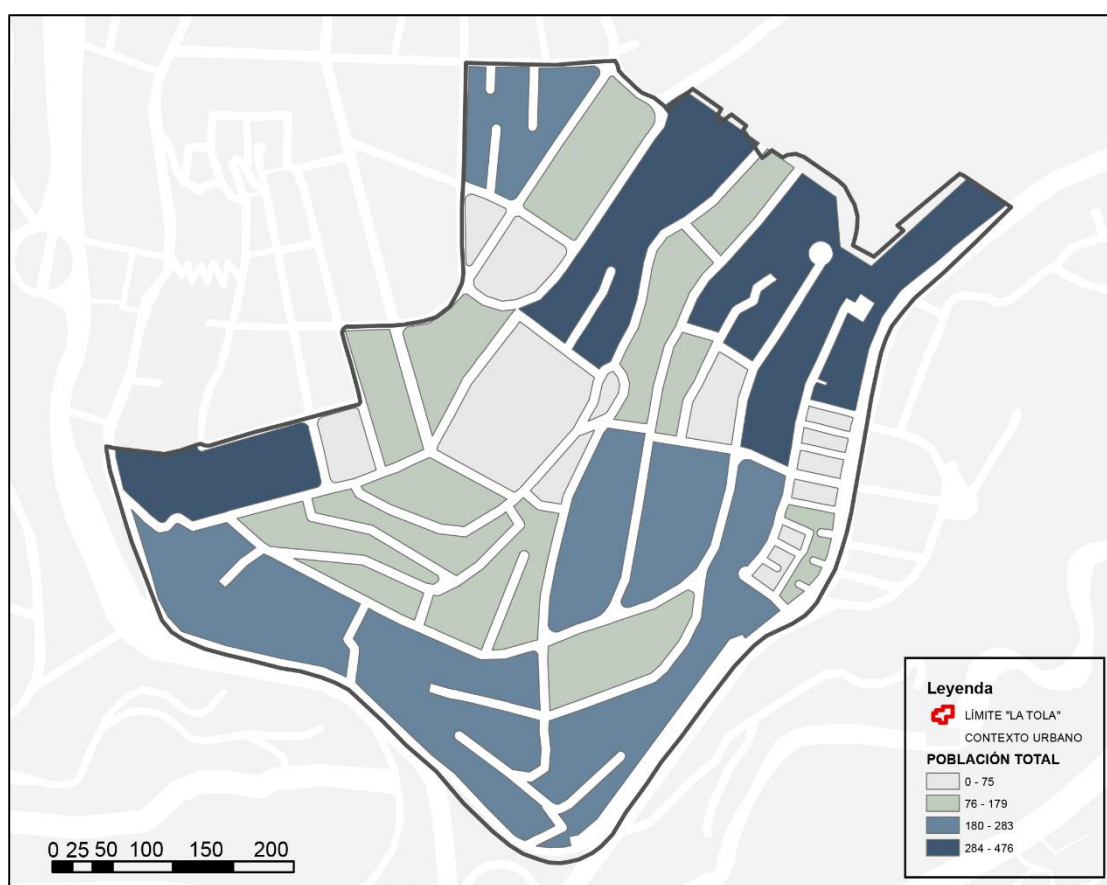 Leyenda
LÍMITE "LA TOLA"
CONTEXTO URBANO
POBLACIÓN TOTAL
0 - 75
76 - 179
180 - 283
284 - 476
0 25 50 100 150 200